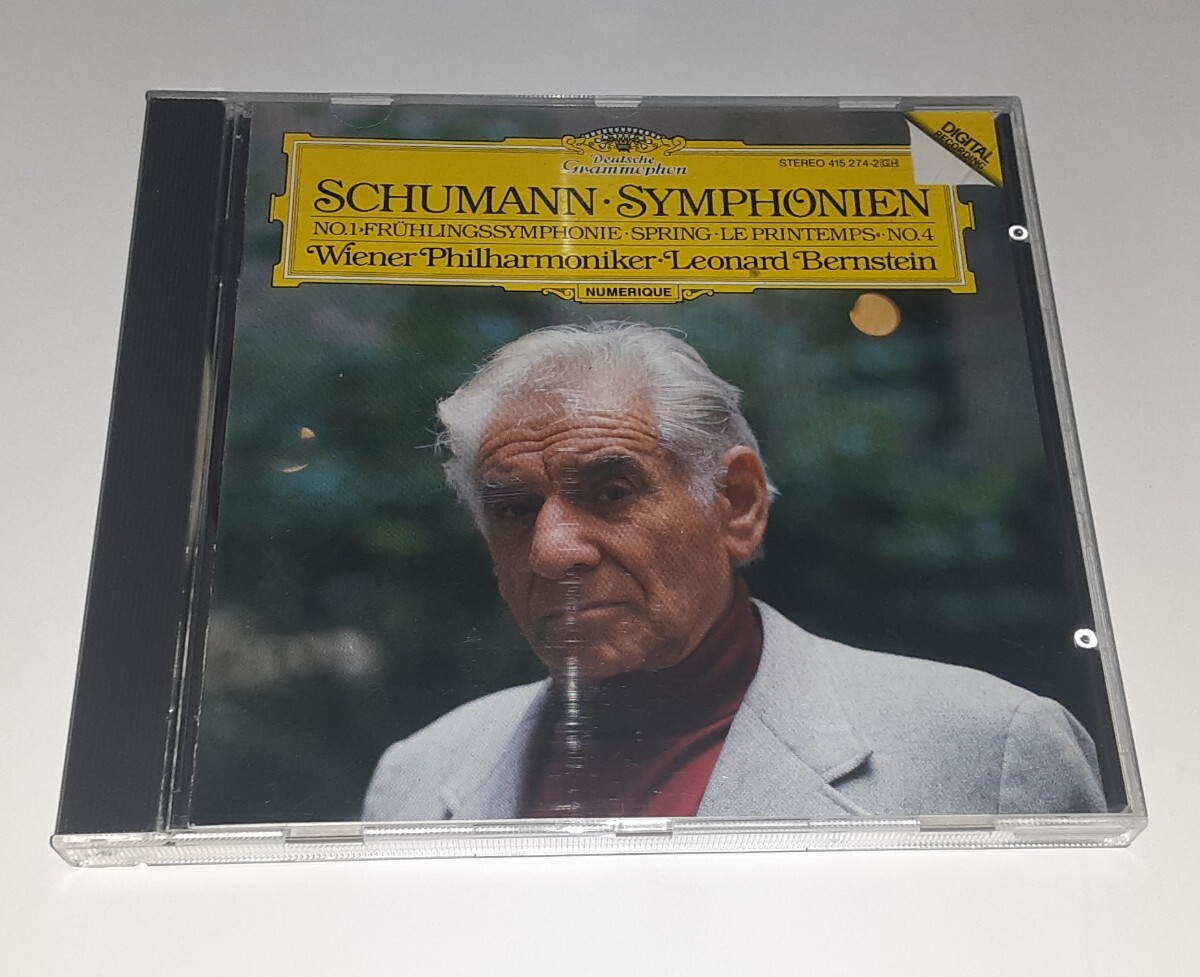 Deutsche
Grammophon
STEREO 415 274-2 GH
DIGITAL
RECORDING
SCHUMANN·SYMPHONIEN
NO.1»FRÜHLINGSSYMPHONIE·SPRING·LE PRINTEMPS«·NO.4
Wiener Philharmoniker·Leonard Bernstein
NUMERIQUE